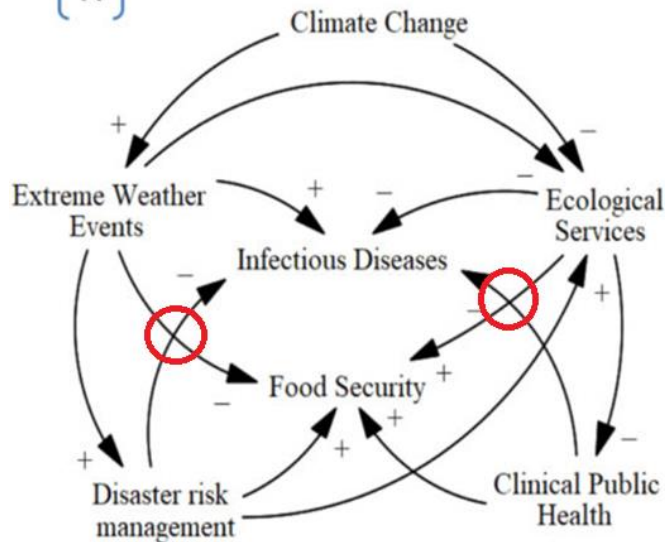 Climate Change
+
−
Extreme Weather
Events
+
−
−
Ecological
Services
Infectious Diseases
−
−
+
Food Security
+
−
+
+
+
−
Disaster risk
management
Clinical Public
Health